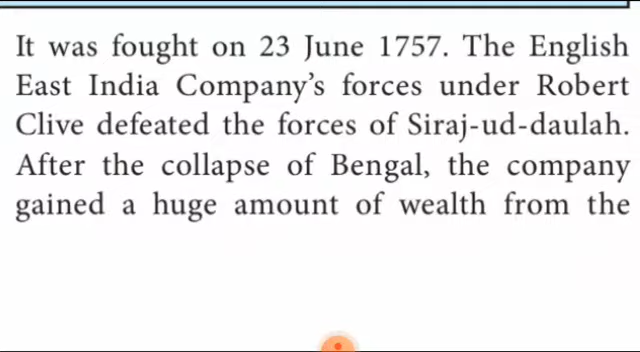 It was fought on 23 June 1757. The English
East India Company’s forces under Robert
Clive defeated the forces of Siraj-ud-daulah.
After the collapse of Bengal, the company
gained a huge amount of wealth from the